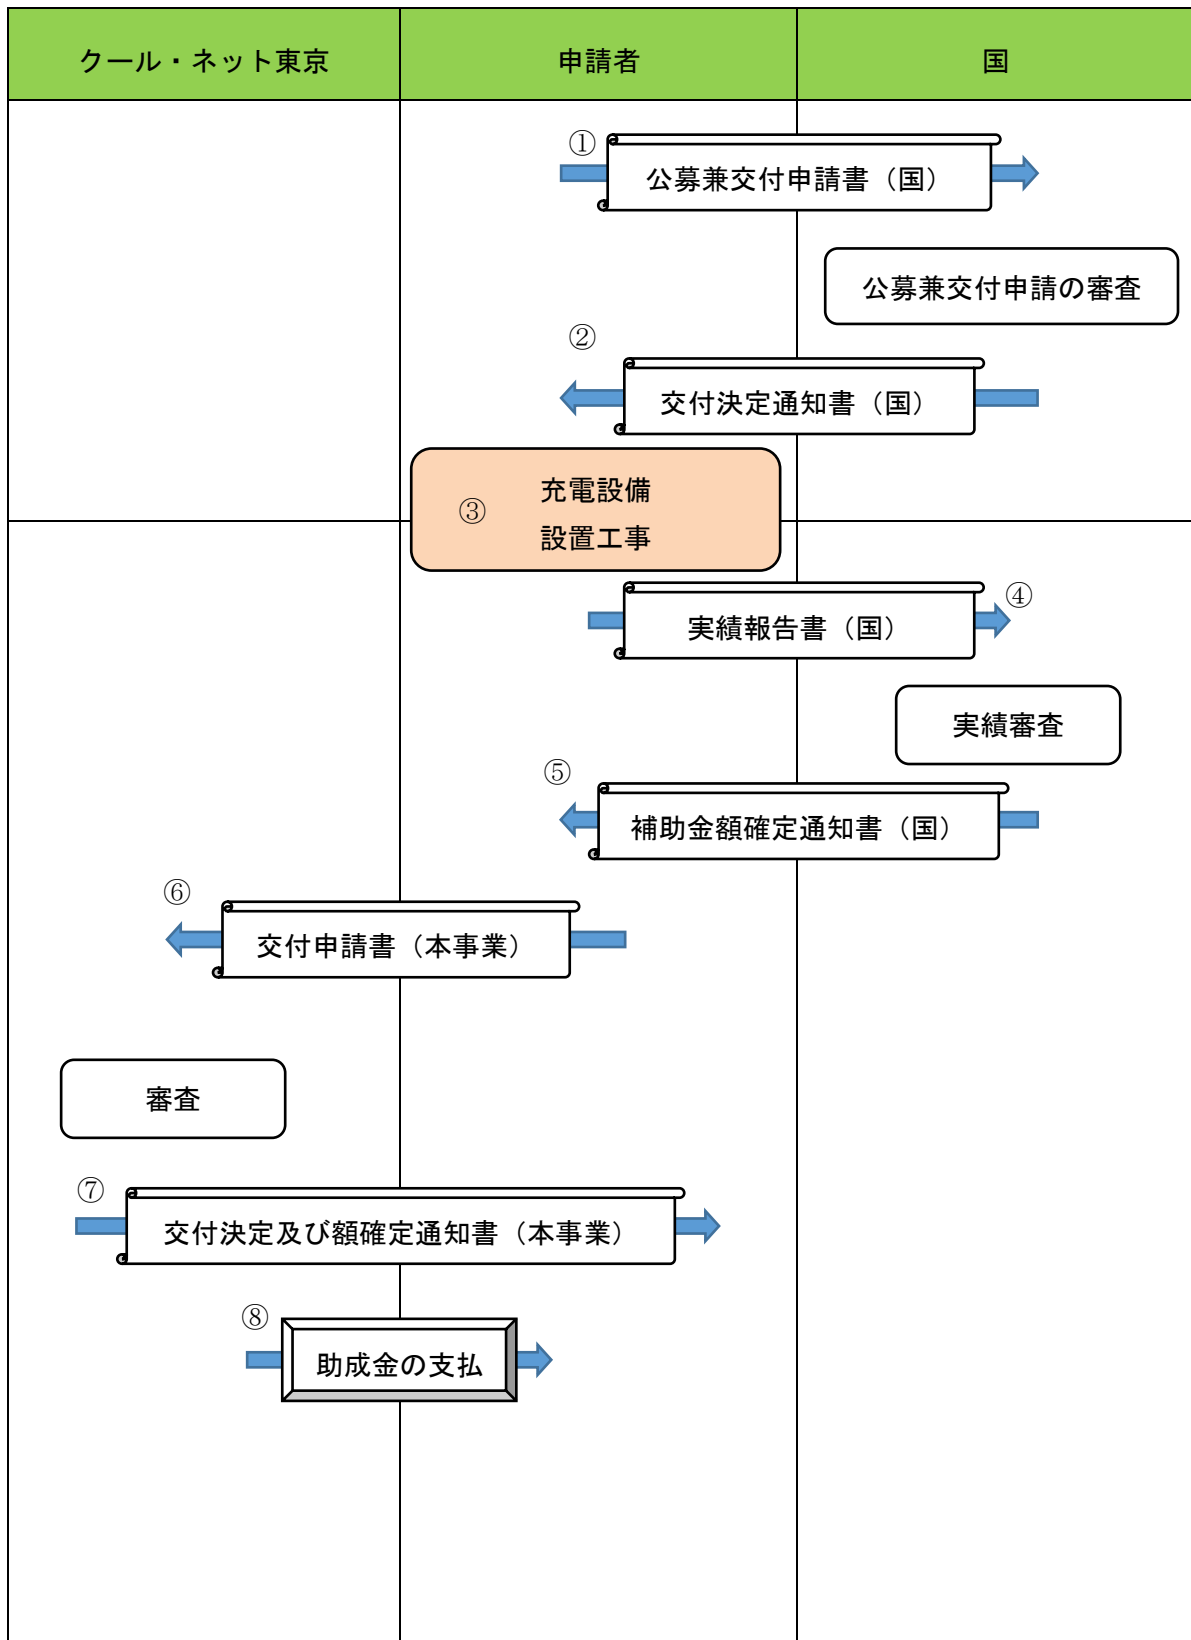 クール・ネット東京
申請者
国
①
公募兼交付申請書（国）
公募兼交付申請の審査
②
交付決定通知書（国）
③
充電設備
設置工事
④
実績報告書（国）
実績審査
⑤
補助金額確定通知書（国）
⑥
交付申請書（本事業）
審査
⑦
交付決定及び額確定通知書（本事業）
⑧
助成金の支払